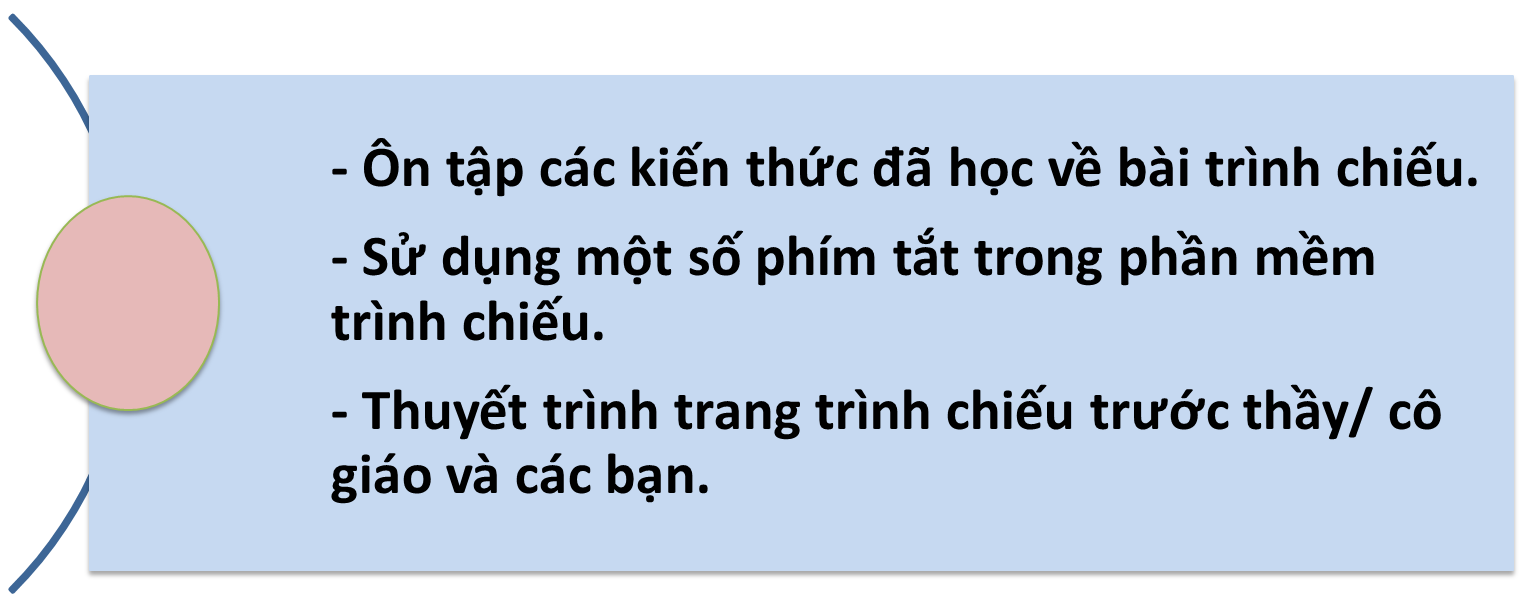 - Ôn tập các kiến thức đã học về bài trình chiếu.
- Sử dụng một số phím tắt trong phần mềm
trình chiếu.
- Thuyết trình trang trình chiếu trước thầy/ cô
giáo và các bạn.